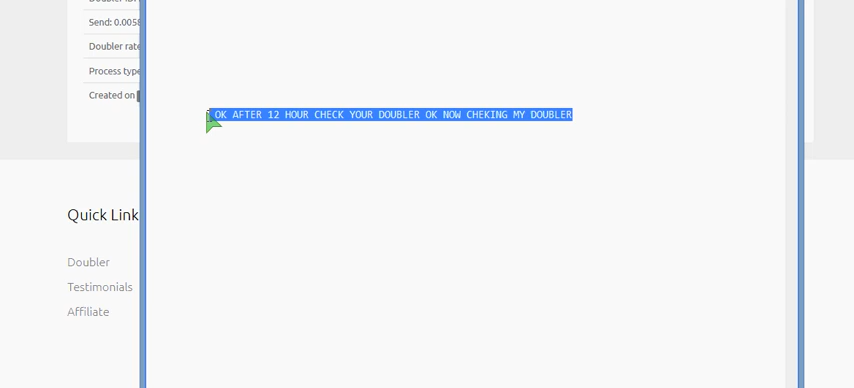 Send: 0.0058
Doubler rate
Process type
Created on
OK AFTER 12 HOUR CHECK YOUR DOUBLER OK NOW CHEKING MY DOUBLER
Quick Link
Doubler
Testimonials
Affiliate